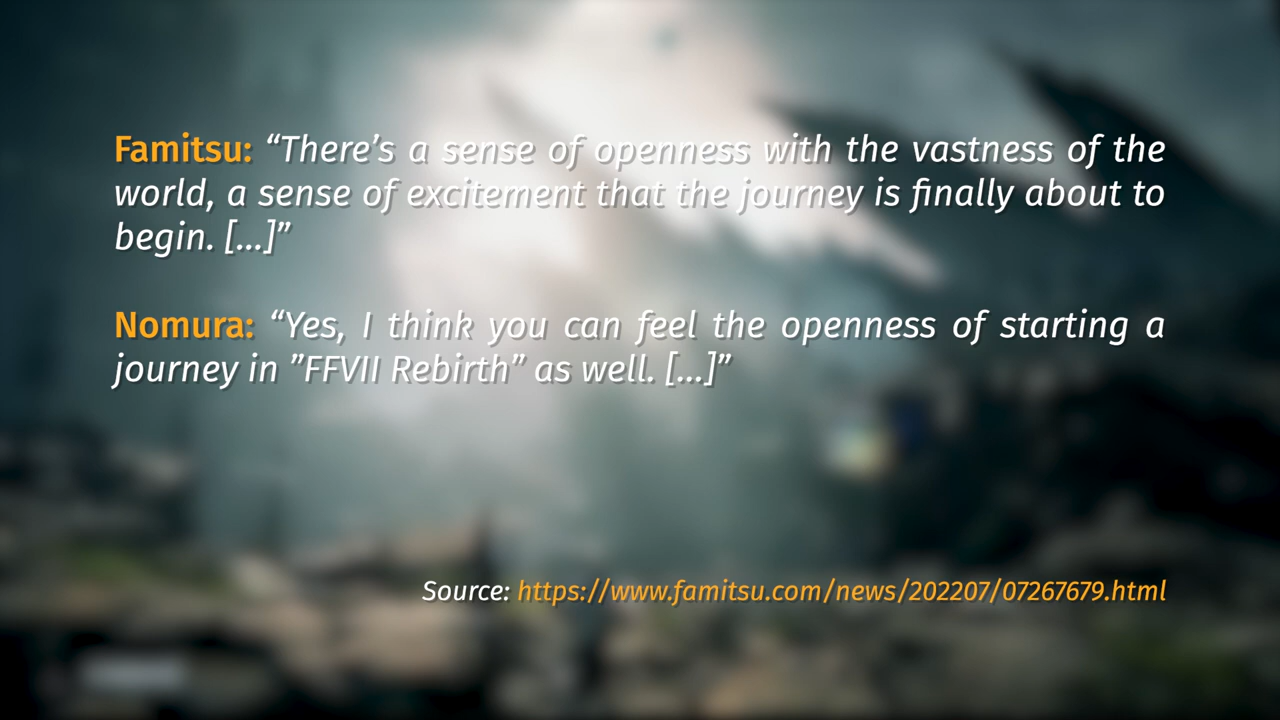 Famitsu: “There’s a sense of openness with the vastness of the
world, a sense of excitement that the journey is finally about to
begin. [...]”
Nomura: “Yes, I think you can feel the openness of starting a
journey in ”FFVII Rebirth” as well. [...]”
Source: https://www.famitsu.com/news/202207/07267679.html